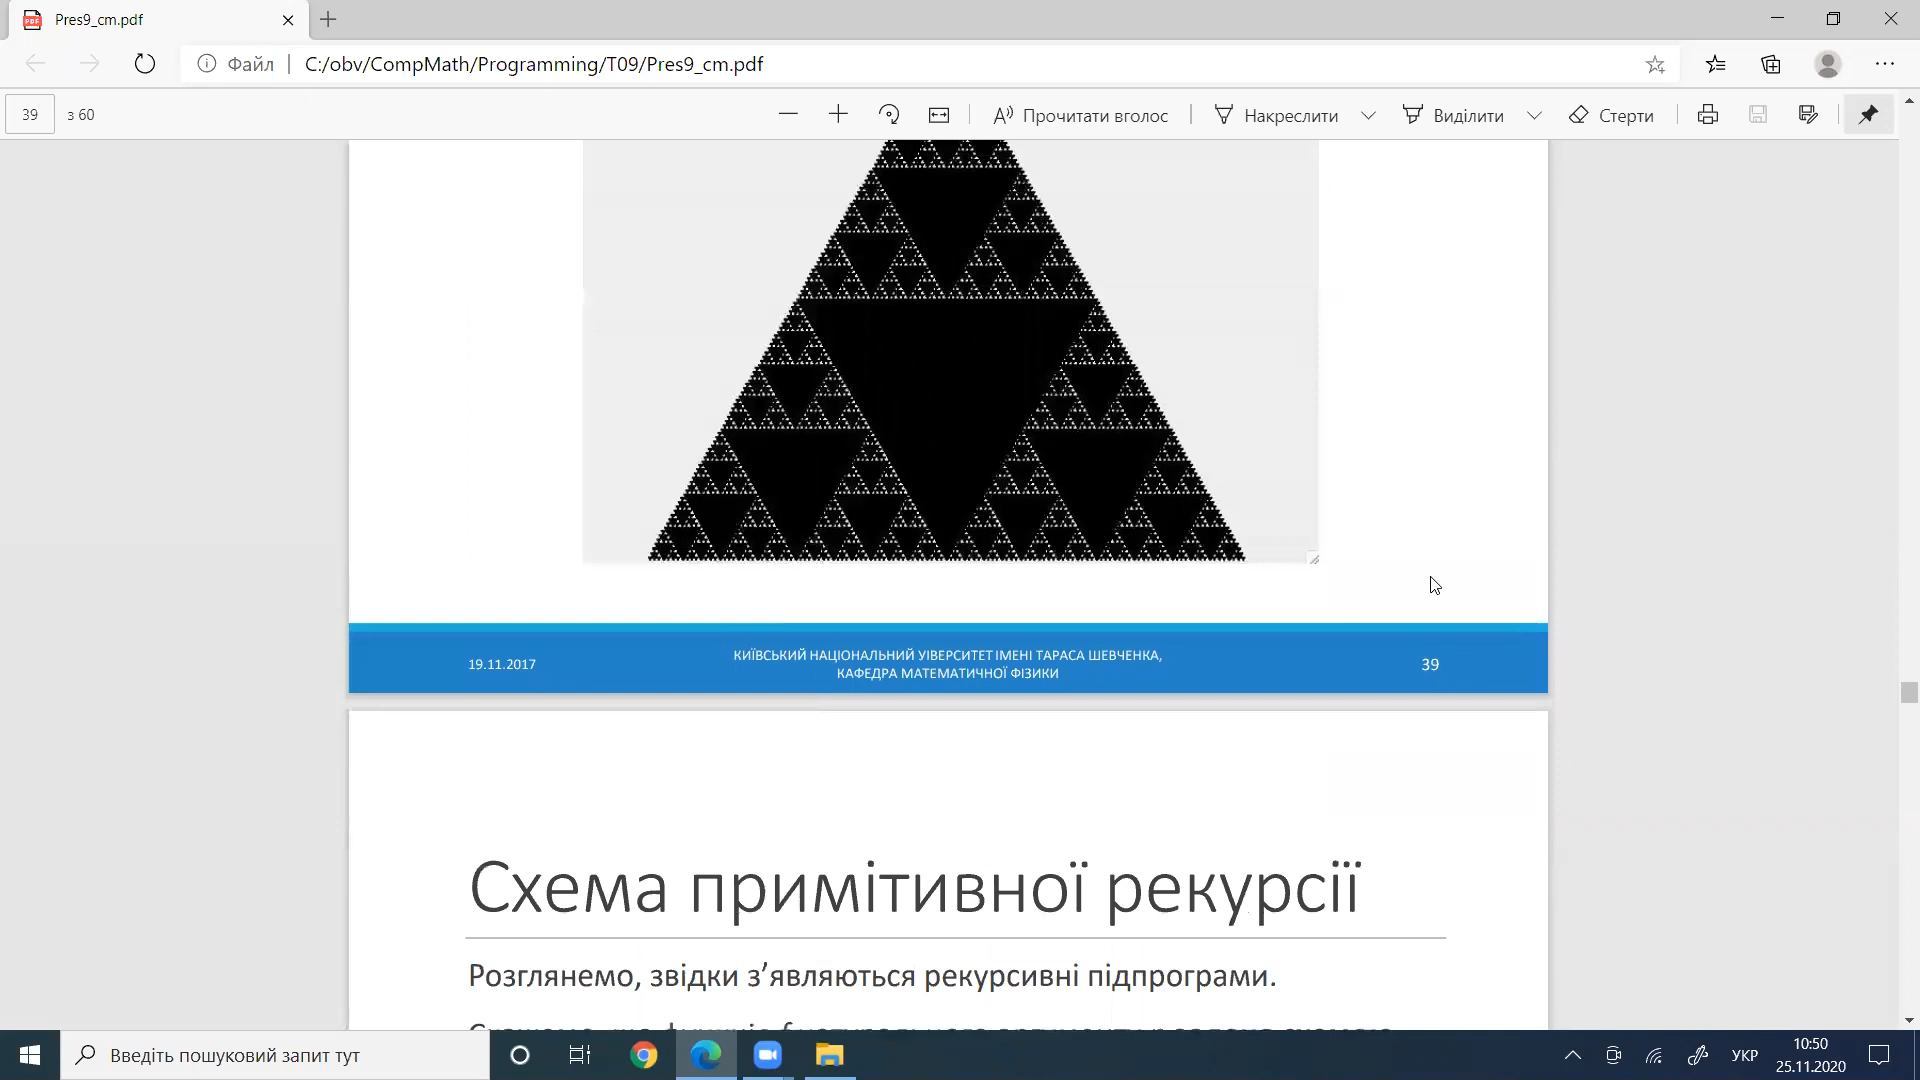 Pres9_cm.pdf
Файл
C:/obv/CompMath/Programming/T09/Pres9_cm.pdf
39
з 60
Прочитати вголос
Накреслити
Виділити
Стерти
19.11.2017
КИЇВСЬКИЙ НАЦІОНАЛЬНИЙ УІВЕРСИТЕТ ІМЕНІ ТАРАСА ШЕВЧЕНКА,
КАФЕДРА МАТЕМАТИЧНОЇ ФІЗИКИ
39
Схема примітивної рекурсії
Розглянемо, звідки з’являються рекурсивні підпрограми.
Введіть пошуковий запит тут
УКР
10:50
25.11.2020